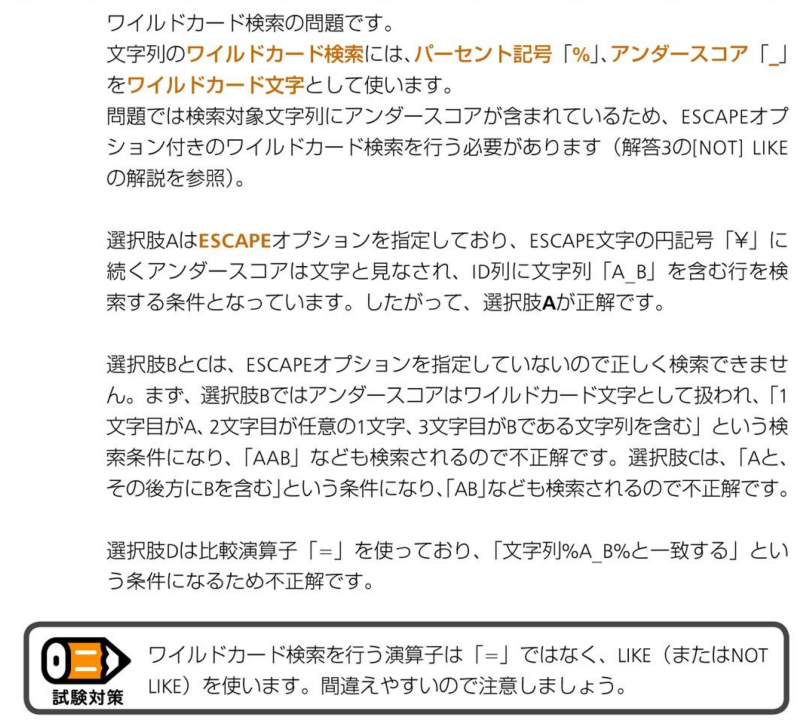 ワイルドカード検索の問題です。
文字列のワイルドカード検索には、パーセント記号「%」、アンダースコア「_」
をワイルドカード文字として使います。
問題では検索対象文字列にアンダースコアが含まれているため、ESCAPEオプ
ション付きのワイルドカード検索を行う必要があります（解答3の[NOT] LIKE
の解説を参照）。
選択肢AはESCAPEオプションを指定しており、ESCAPE文字の円記号「¥」に
続くアンダースコアは文字と見なされ、ID列に文字列「A_B」を含む行を検
索する条件となっています。したがって、選択肢Aが正解です。
選択肢BとCは、ESCAPEオプションを指定していないので正しく検索できませ
ん。まず、選択肢Bではアンダースコアはワイルドカード文字として扱われ、「1
文字目がA、2文字目が任意の1文字、3文字目がBである文字列を含む」という検
索条件になり、「AAB」なども検索されるので不正解です。選択肢Cは、「Aと、
その後方にBを含む」という条件になり、「AB」なども検索されるので不正解です。
選択肢Dは比較演算子「=」を使っており、「文字列%A_B%と一致する」とい
う条件になるため不正解です。
ワイルドカード検索を行う演算子は「=」ではなく、LIKE（またはNOT
LIKE）を使います。間違えやすいので注意しましょう。
試験対策